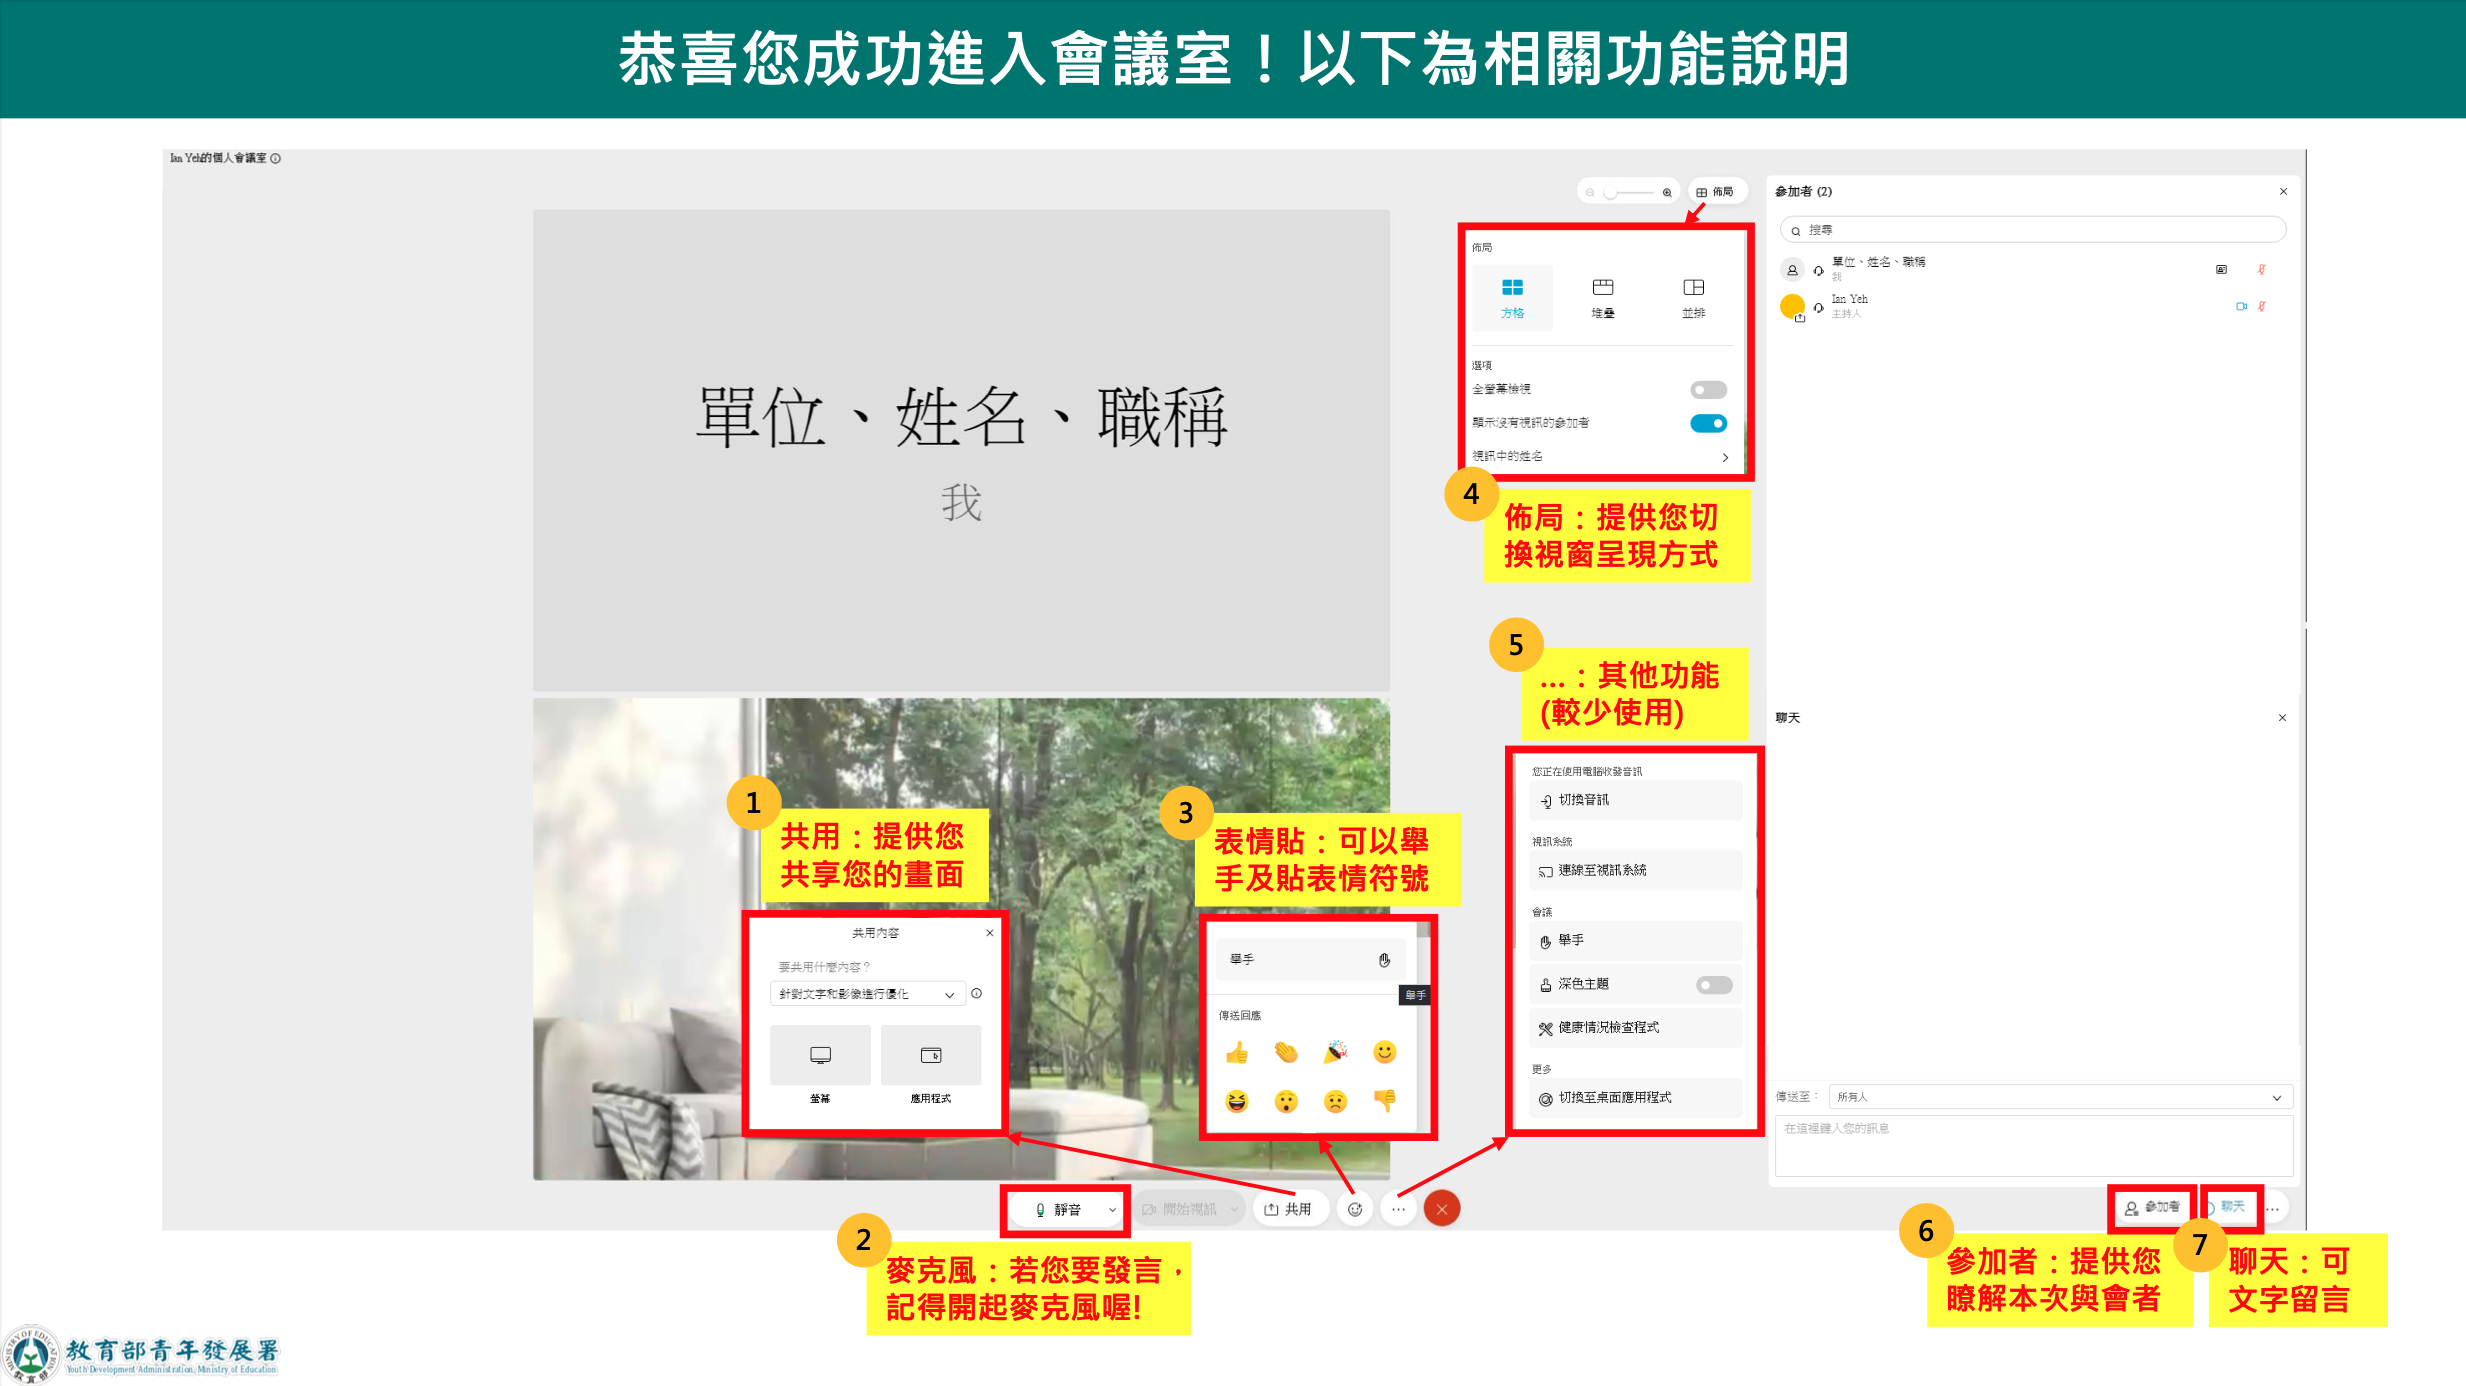 恭喜您成功進入會議室！以下為相關功能說明
Ian Yeh的個人會議室
佈局
參加者 (2)
搜尋
單位、姓名、職稱
我
Ian Yeh
主持人
佈局
方格
堆疊
並排
選項
全螢幕檢視
顯示沒有視訊的參加者
視訊中的姓名
單位、姓名、職稱
我
4
佈局：提供您切
換視窗呈現方式
5
...：其他功能
(較少使用)
聊天
您正在使用電腦收發音訊
切換音訊
視訊系統
連線至視訊系統
會議
舉手
深色主題
健康情況檢查程式
更多
切換至桌面應用程式
1
共用：提供您
共享您的畫面
共用內容
要共用什麼內容？
針對文字和影像進行優化
螢幕
應用程式
3
表情貼：可以舉
手及貼表情符號
舉手
舉手
傳送回應
傳送至：
所有人
在這裡鍵入您的訊息
靜音
開始視訊
共用
...
參加者
聊天
...
2
麥克風：若您要發言，
記得開起麥克風喔!
6
參加者：提供您
瞭解本次與會者
7
聊天：可
文字留言
MINISTRY OF EDUCATION
教育部
教育部青年發展署
Youth Development Administration, Ministry of Education